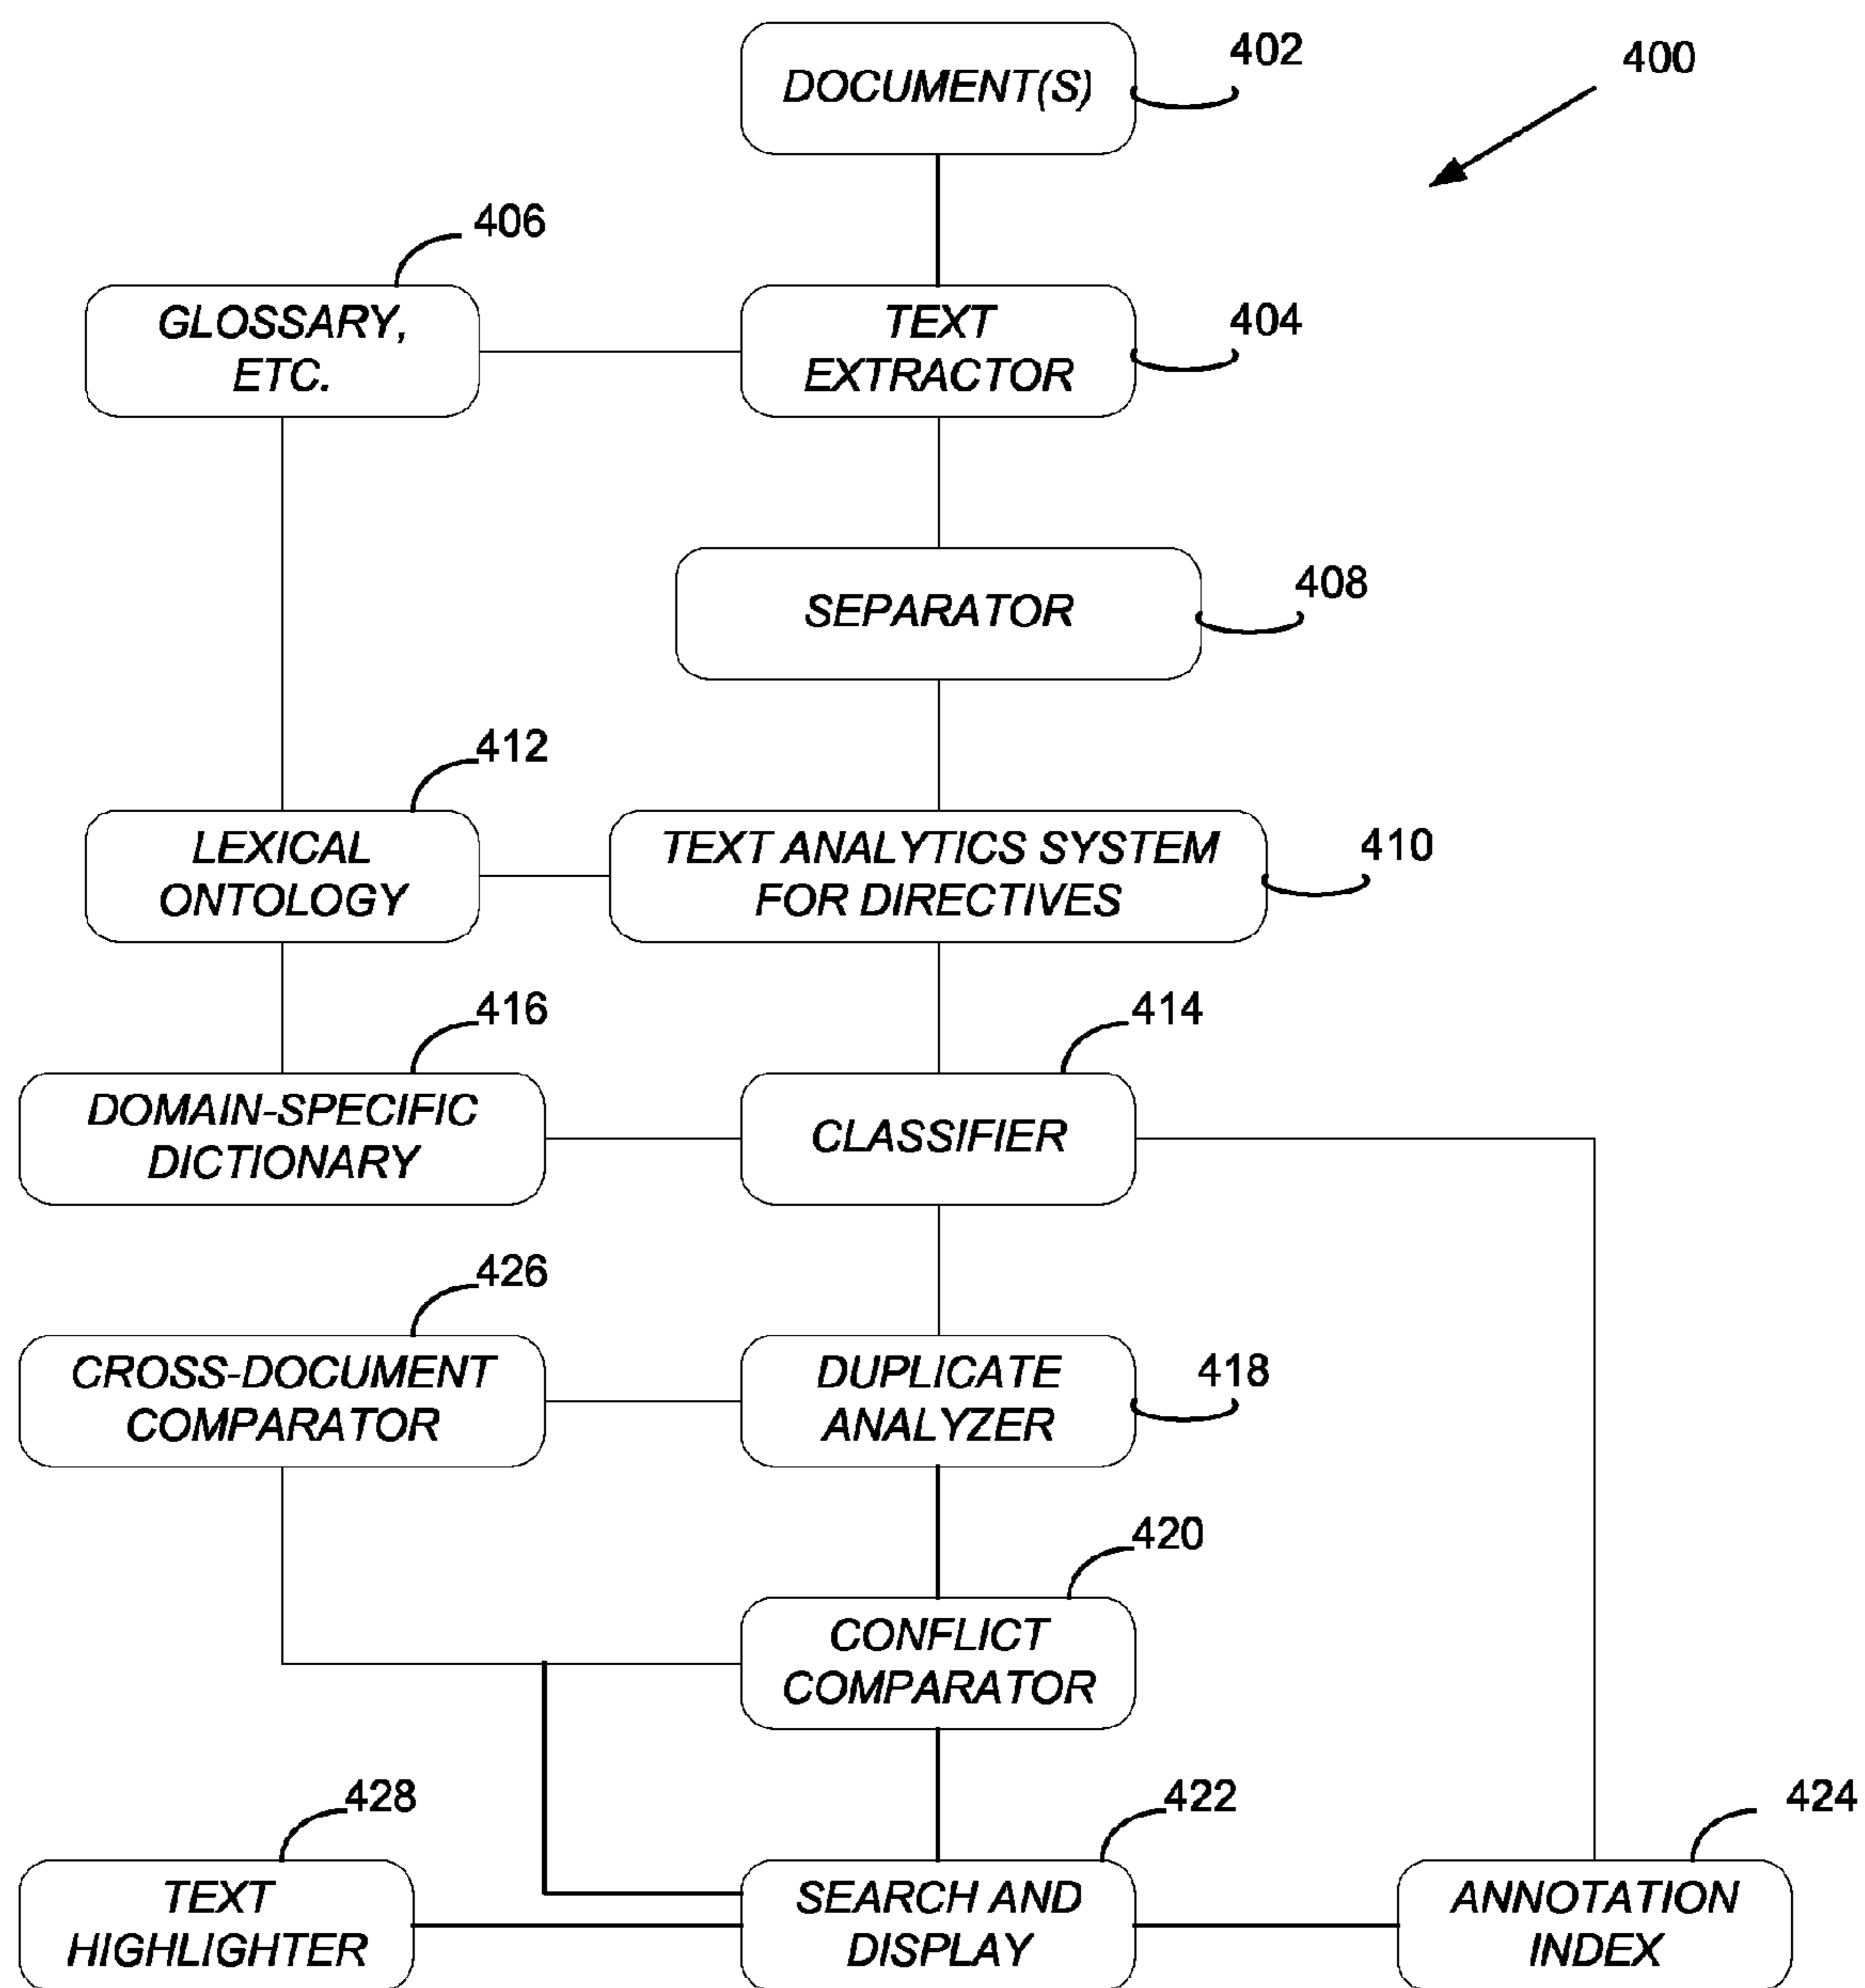 402
400
DOCUMENT(S)
406
GLOSSARY,
ETC.
TEXT
EXTRACTOR
404
SEPARATOR
408
412
LEXICAL
ONTOLOGY
TEXT ANALYTICS SYSTEM
FOR DIRECTIVES
410
416
414
DOMAIN-SPECIFIC
DICTIONARY
CLASSIFIER
426
CROSS-DOCUMENT
COMPARATOR
DUPLICATE
ANALYZER
418
420
CONFLICT
COMPARATOR
428
422
424
TEXT
HIGHLIGHTER
SEARCH AND
DISPLAY
ANNOTATION
INDEX